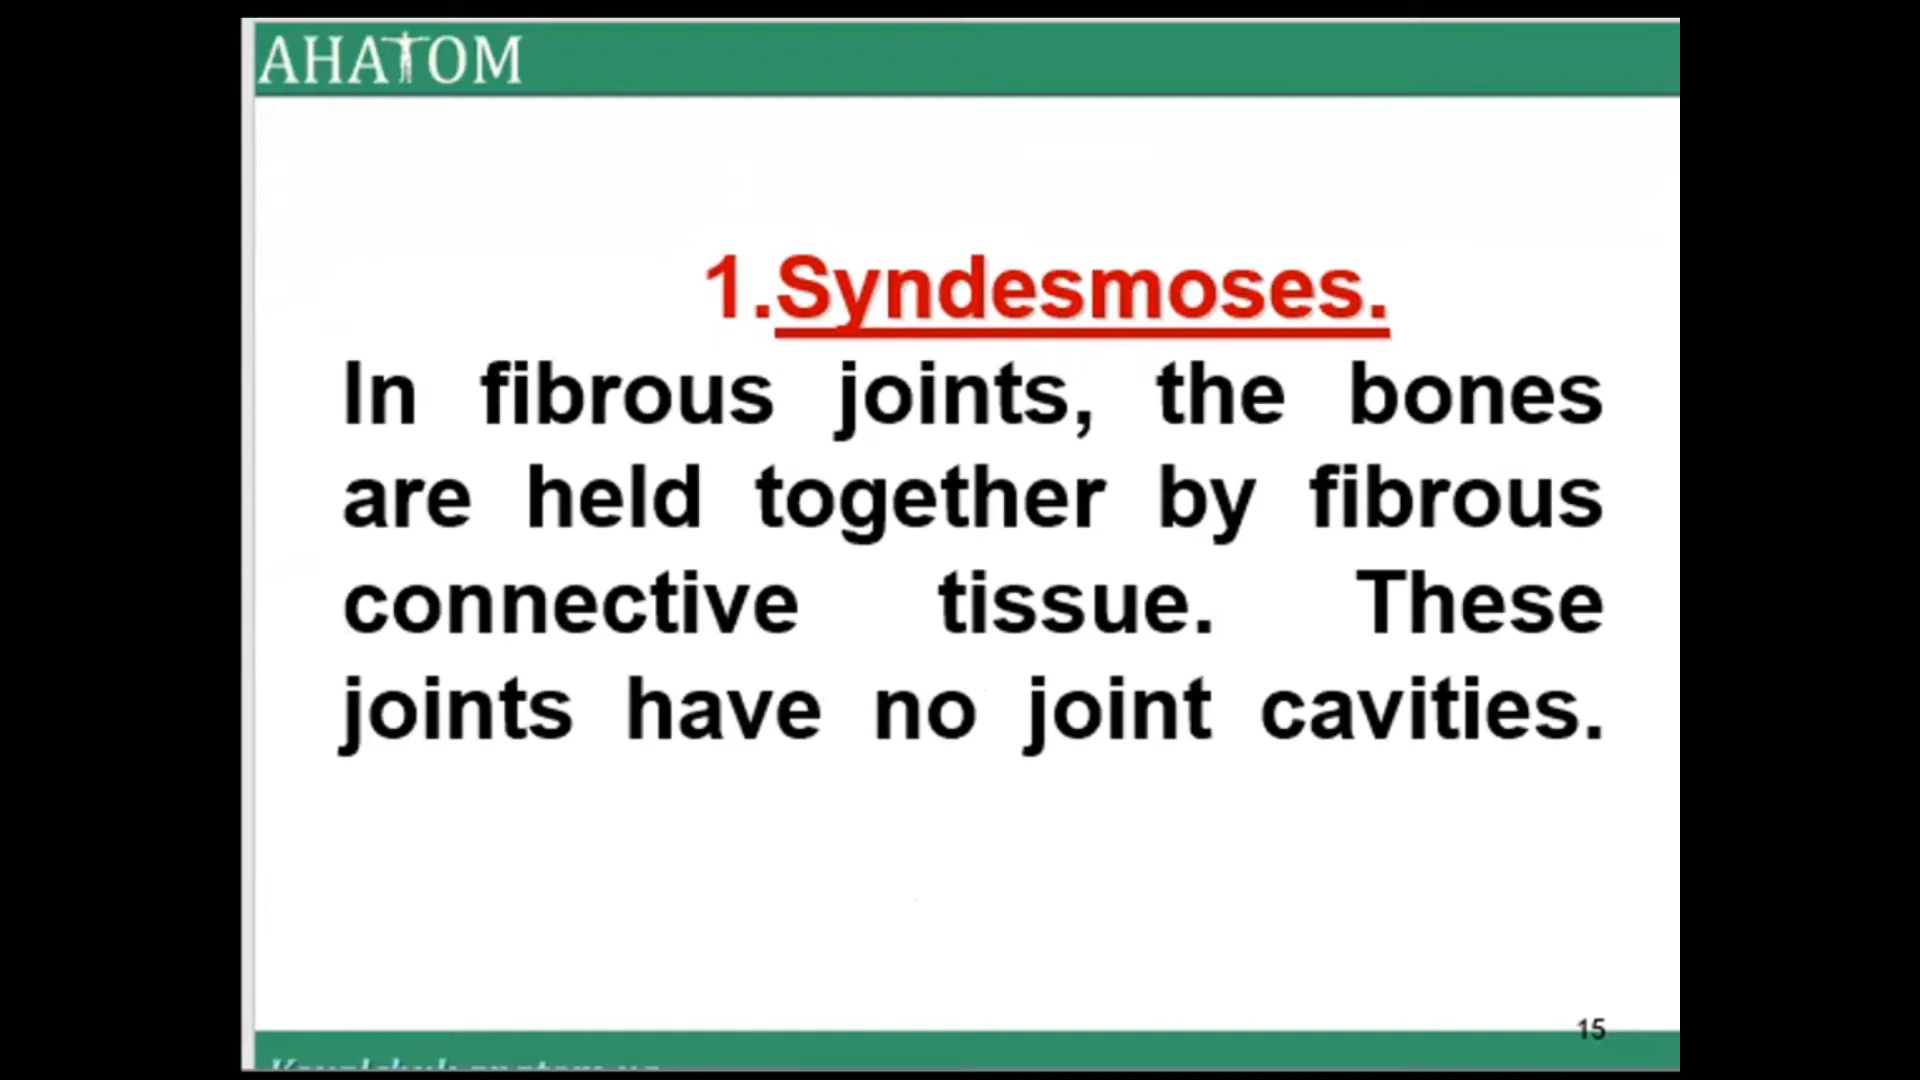 АНАТОМ
1.Syndesmoses.
In fibrous joints, the bones
are held together by fibrous
connective tissue. These
joints have no joint cavities.
15